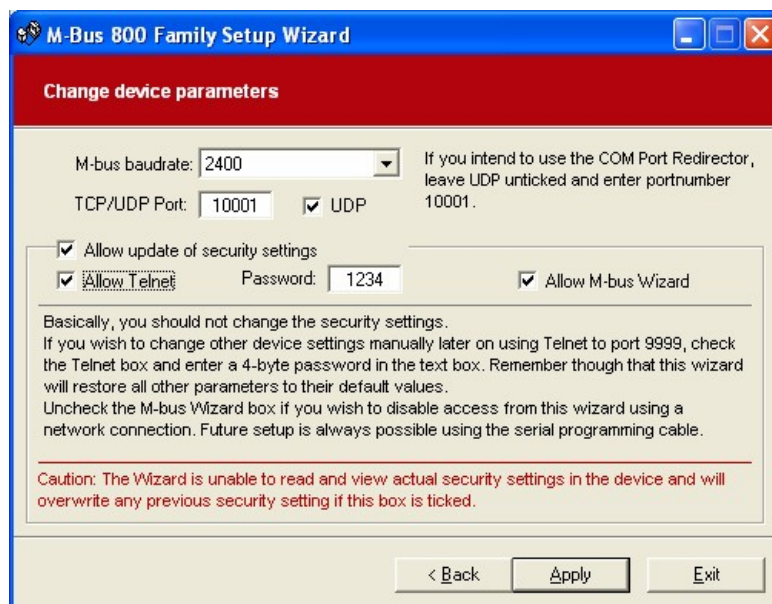 M-Bus 800 Family Setup Wizard
Change device parameters
M-bus baudrate: 2400
If you intend to use the COM Port Redirector,
leave UDP unticked and enter portnumber
10001.
TCP/UDP Port: 10001 UDP
Allow update of security settings
Allow Telnet Password: 1234 Allow M-bus Wizard
Basically, you should not change the security settings.
If you wish to change other device settings manually later on using Telnet to port 9999, check
the Telnet box and enter a 4-byte password in the text box. Remember though that this wizard
will restore all other parameters to their default values.
Uncheck the M-bus Wizard box if you wish to disable access from this wizard using a
network connection. Future setup is always possible using the serial programming cable.
Caution: The Wizard is unable to read and view actual security settings in the device and will
overwrite any previous security setting if this box is ticked.
< Back Apply Exit